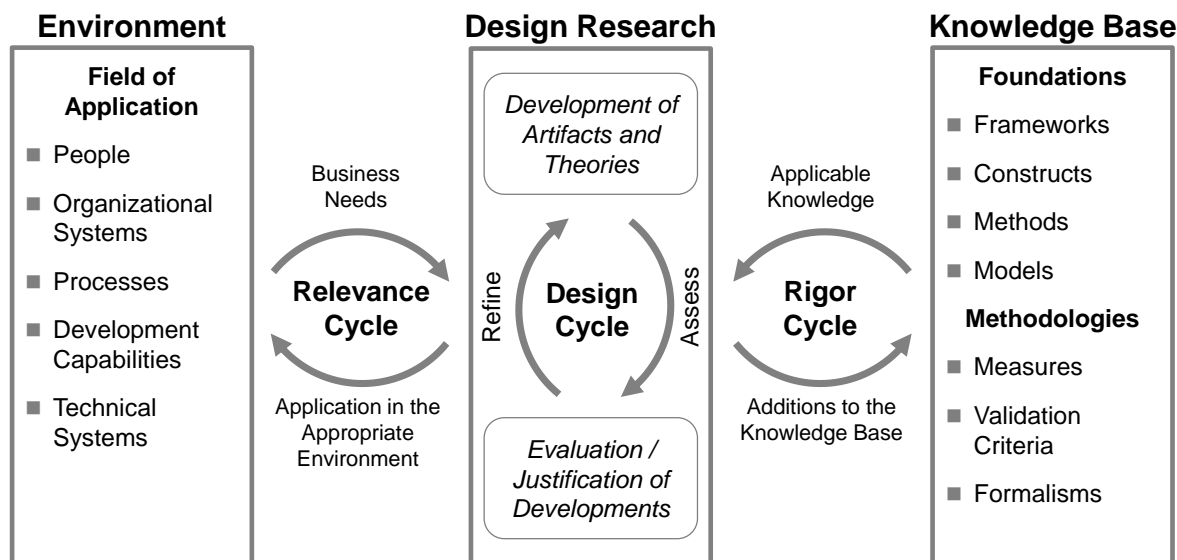 Environment
Field of
Application
People
Organizational
Systems
Processes
Development
Capabilities
Technical
Systems
Business
Needs
Relevance
Cycle
Application in the
Appropriate
Environment
Design Research
Development of
Artifacts and
Theories
Refine
Design
Cycle
Assess
Evaluation /
Justification of
Developments
Applicable
Knowledge
Rigor
Cycle
Additions to the
Knowledge Base
Knowledge Base
Foundations
Frameworks
Constructs
Methods
Models
Methodologies
Measures
Validation
Criteria
Formalisms